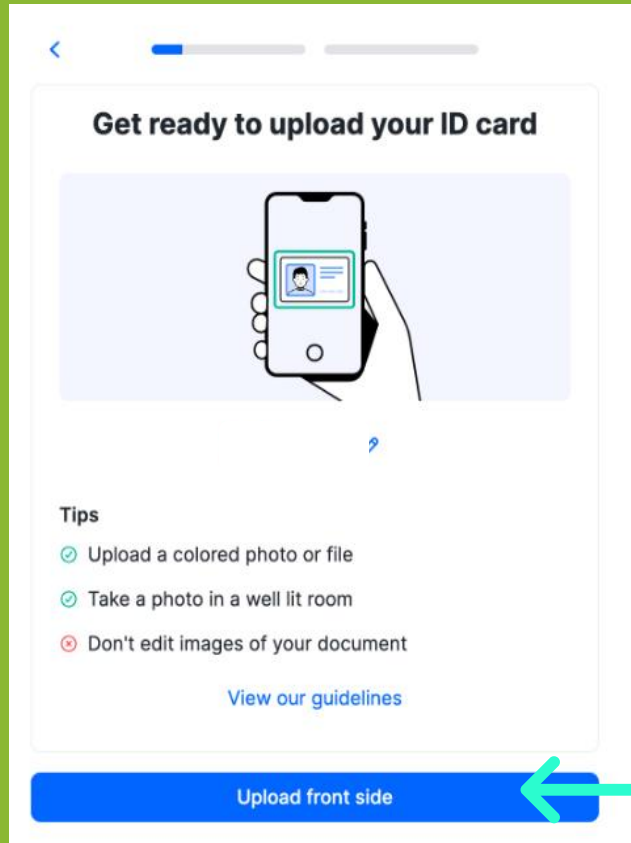 Get ready to upload your ID card
Tips
Upload a colored photo or file
Take a photo in a well lit room
Don't edit images of your document
View our guidelines
Upload front side